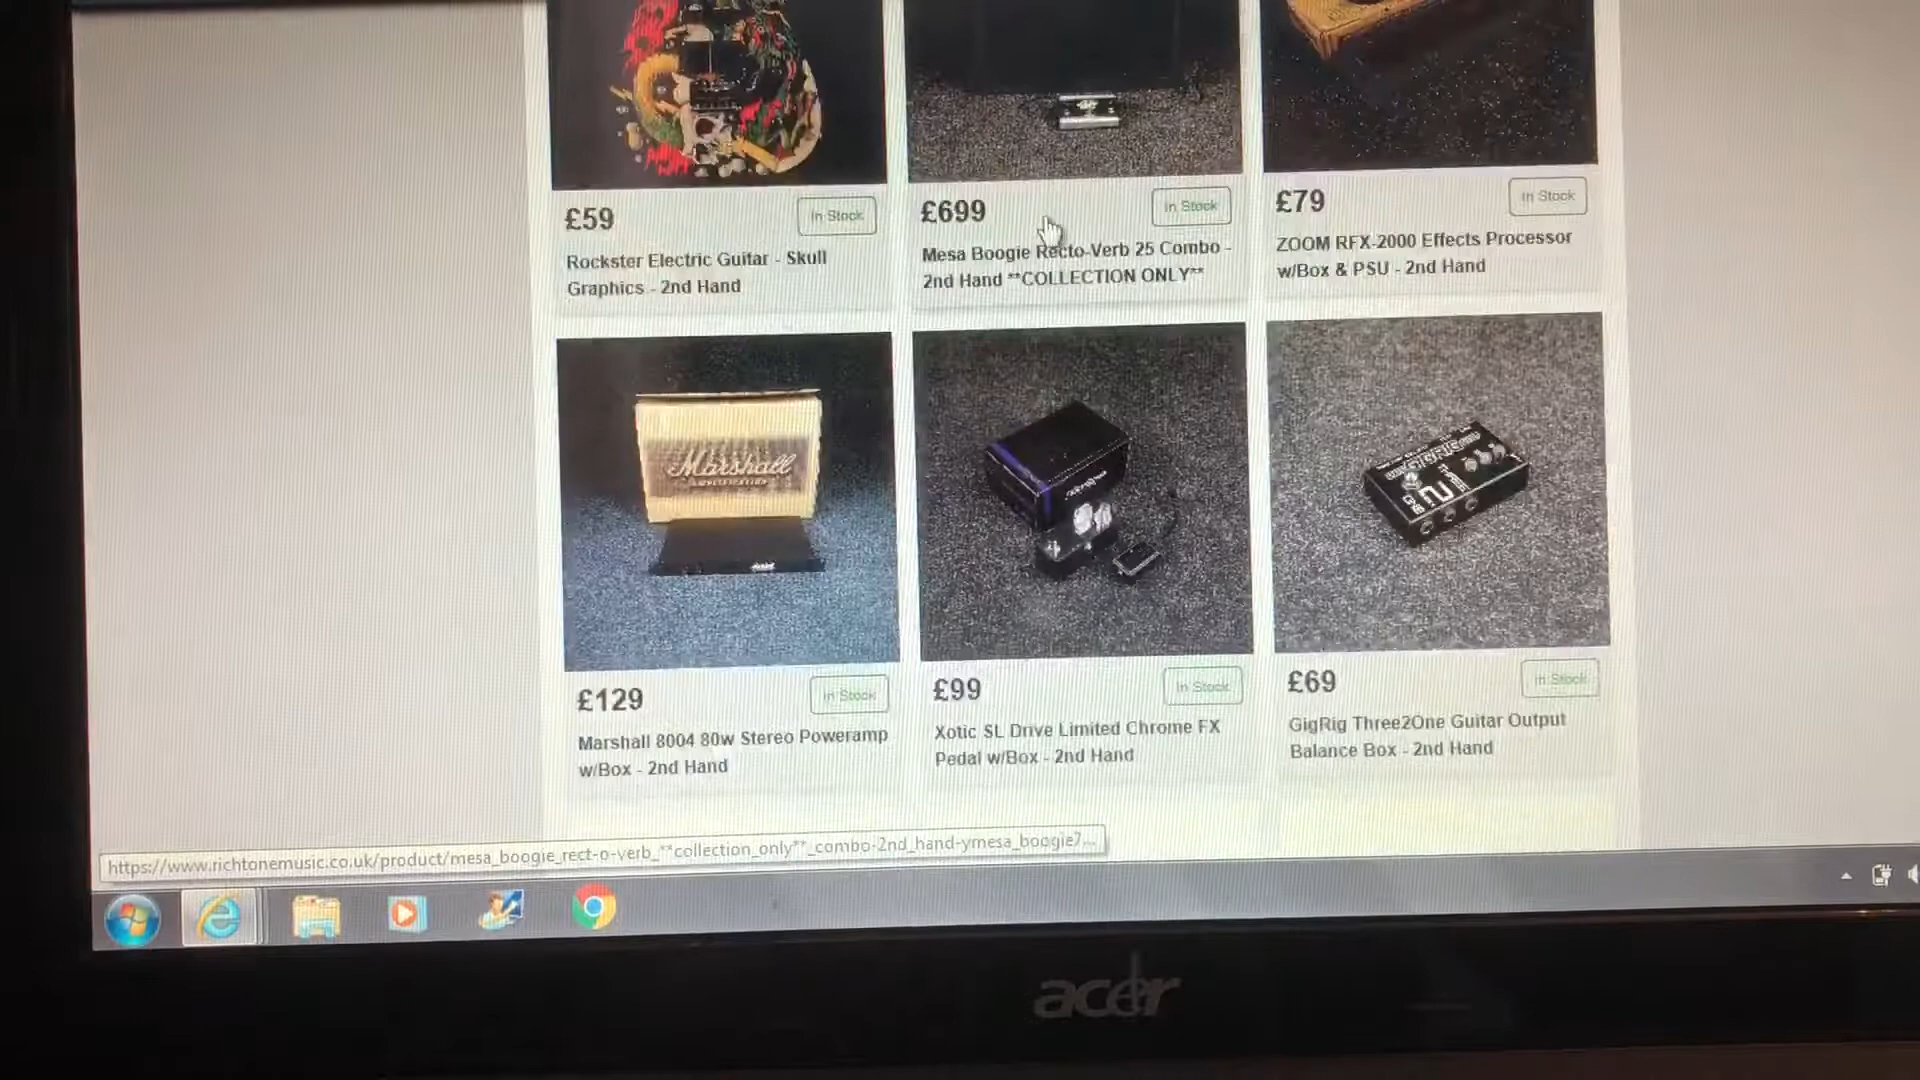 £59
In Stock
Rockster Electric Guitar - Skull
Graphics - 2nd Hand
£699
In Stock
Mesa Boogie Recto-Verb 25 Combo -
2nd Hand **COLLECTION ONLY**
£79
In Stock
ZOOM RFX-2000 Effects Processor
w/Box & PSU - 2nd Hand
Marshall
AMPLIFICATION
GIGRIG
£129
In Stock
Marshall 8004 80w Stereo Poweramp
w/Box - 2nd Hand
£99
In Stock
Xotic SL Drive Limited Chrome FX
Pedal w/Box - 2nd Hand
£69
In Stock
GigRig Three2One Guitar Output
Balance Box - 2nd Hand
https://www.richtonemusic.co.uk/product/mesa_boogie_rect-o-verb_**collection_only**_combo-2nd_hand-ymesa_boogie7...
acer